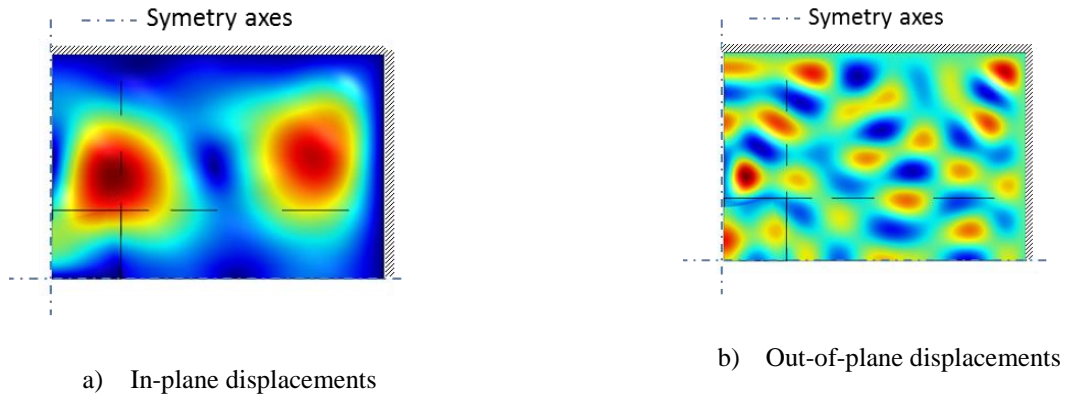 Symetry axes
Symetry axes
a) In-plane displacements
b) Out-of-plane displacements